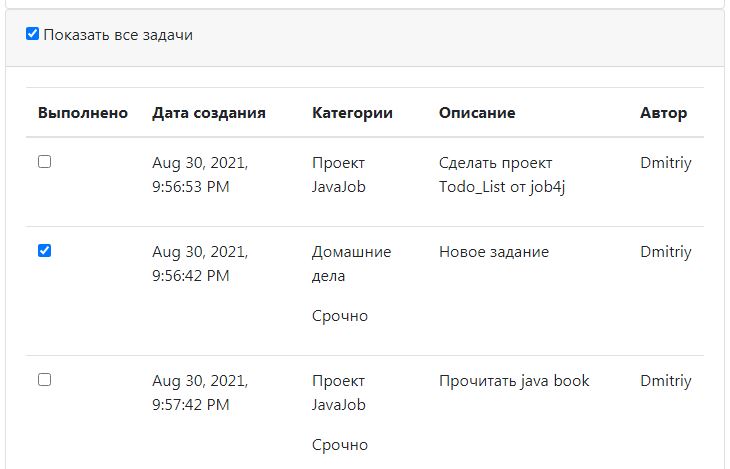 Показать все задачи
Выполнено Дата создания Категории Описание Автор
Aug 30, 2021, Проект Сделать проект Dmitriy
9:56:53 PM JavaJob Todo_List от job4j
Aug 30, 2021, Домашние Новое задание Dmitriy
9:56:42 PM дела
Срочно
Aug 30, 2021, Проект Прочитать java book Dmitriy
9:57:42 PM JavaJob
Срочно